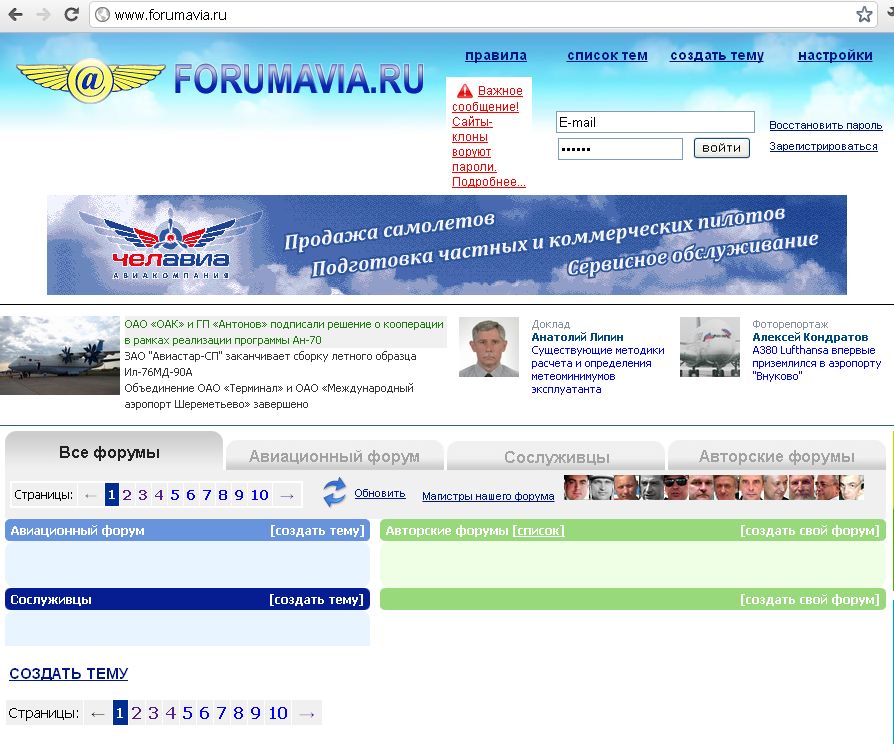 www.forumavia.ru
@ FORUMAVIA.RU
правила список тем создать тему настройки
Важное
сообщение!
Сайты-
клоны
воруют
пароли.
Подробнее...
E-mail
Восстановить пароль
••••••
войти
Зарегистрироваться
челавиа
АВИАКОМПАНИЯ
Продажа самолетов
Подготовка частных и коммерческих пилотов
Сервисное обслуживание
ОАО «ОАК» и ГП «Антонов» подписали решение о кооперации
в рамках реализации программы Ан-70
ЗАО "Авиастар-СП" заканчивает сборку летного образца
Ил-76МД-90А
Объединение ОАО «Терминал» и ОАО «Международный
аэропорт Шереметьево» завершено
Доклад
Анатолий Липин
Существующие методики
расчета и определения
метеоминимумов
эксплуатанта
Фоторепортаж
Алексей Кондратов
А380 Lufthansa впервые
приземлился в аэропорту
"Внуково"
Все форумы Авиационный форум Сослуживцы Авторские форумы
Страницы: ← 1 2 3 4 5 6 7 8 9 10 → Обновить Магистры нашего форума
Авиационный форум [создать тему]
Авторские форумы [список] [создать свой форум]
Сослуживцы [создать тему]
[создать свой форум]
СОЗДАТЬ ТЕМУ
Страницы: ← 1 2 3 4 5 6 7 8 9 10 →